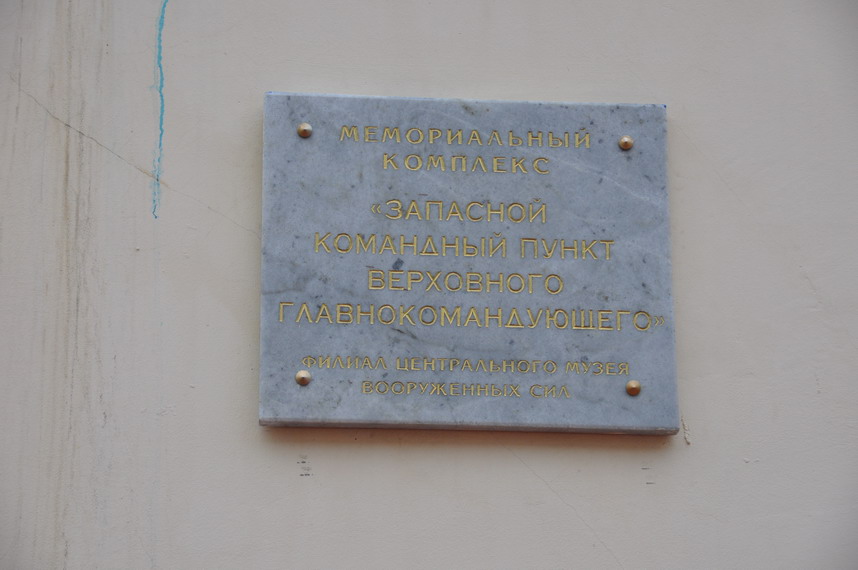 МЕМОРИАЛЬНЫЙ
КОМПЛЕКС
«ЗАПАСНОЙ
КОМАНДНЫЙ ПУНКТ
ВЕРХОВНОГО
ГЛАВНОКОМАНДУЮЩЕГО»
ФИЛИАЛ ЦЕНТРАЛЬНОГО МУЗЕЯ
ВООРУЖЕННЫХ СИЛ